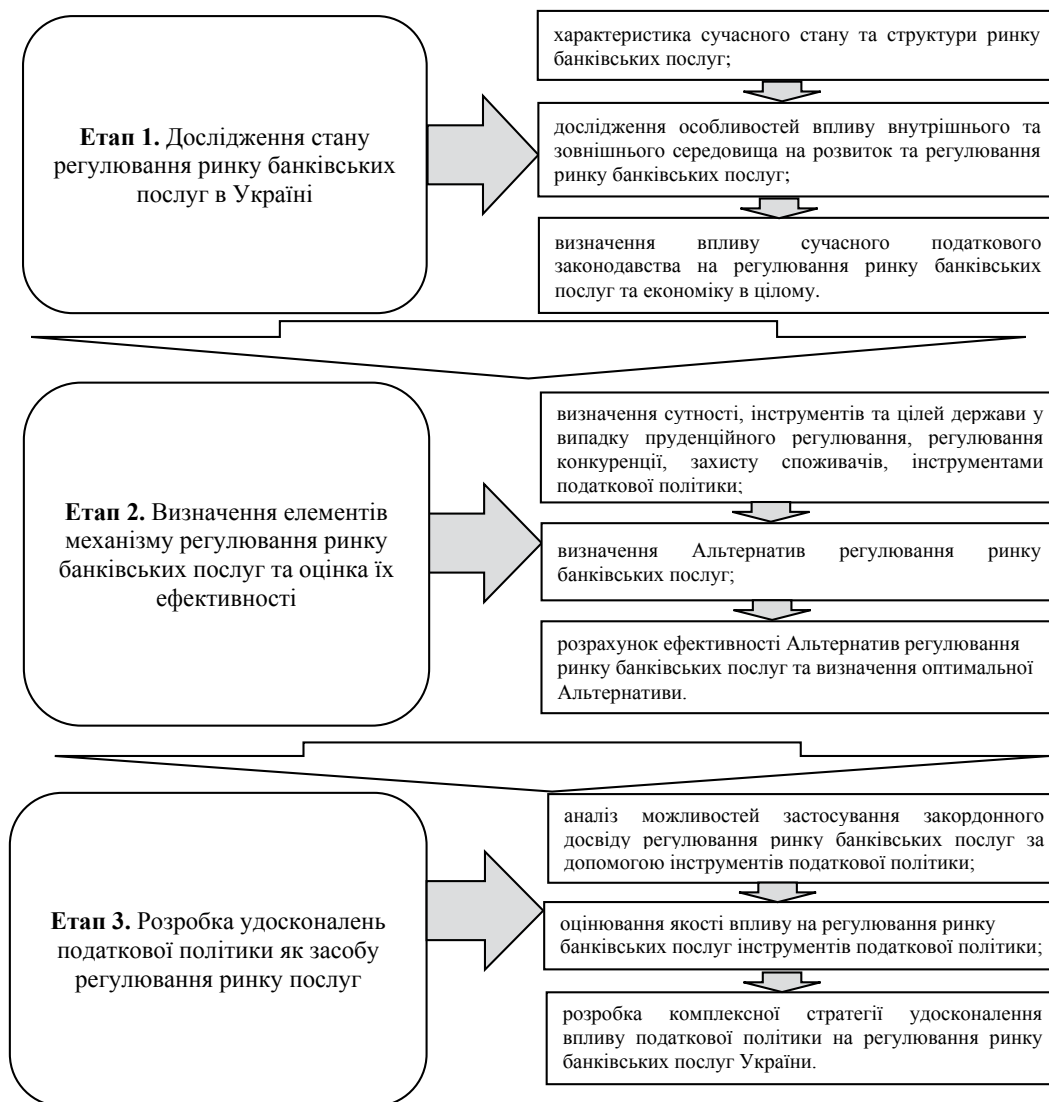 Етап 1. Дослідження стану
регулювання ринку банківських
послуг в Україні
характеристика сучасного стану та структури ринку
банківських послуг;
дослідження особливостей впливу внутрішнього та
зовнішнього середовища на розвиток та регулювання
ринку банківських послуг;
визначення впливу сучасного податкового
законодавства на регулювання ринку банківських
послуг та економіку в цілому.
Етап 2. Визначення елементів
механізму регулювання ринку
банківських послуг та оцінка їх
ефективності
визначення сутності, інструментів та цілей держави у
випадку пруденційного регулювання, регулювання
конкуренції, захисту споживачів, інструментами
податкової політики;
визначення Альтернатив регулювання ринку
банківських послуг;
розрахунок ефективності Альтернатив регулювання
ринку банківських послуг та визначення оптимальної
Альтернативи.
Етап 3. Розробка удосконалень
податкової політики як засобу
регулювання ринку послуг
аналіз можливостей застосування закордонного
досвіду регулювання ринку банківських послуг за
допомогою інструментів податкової політики;
оцінювання якості впливу на регулювання ринку
банківських послуг інструментів податкової політики;
розробка комплексної стратегії удосконалення
впливу податкової політики на регулювання ринку
банківських послуг України.